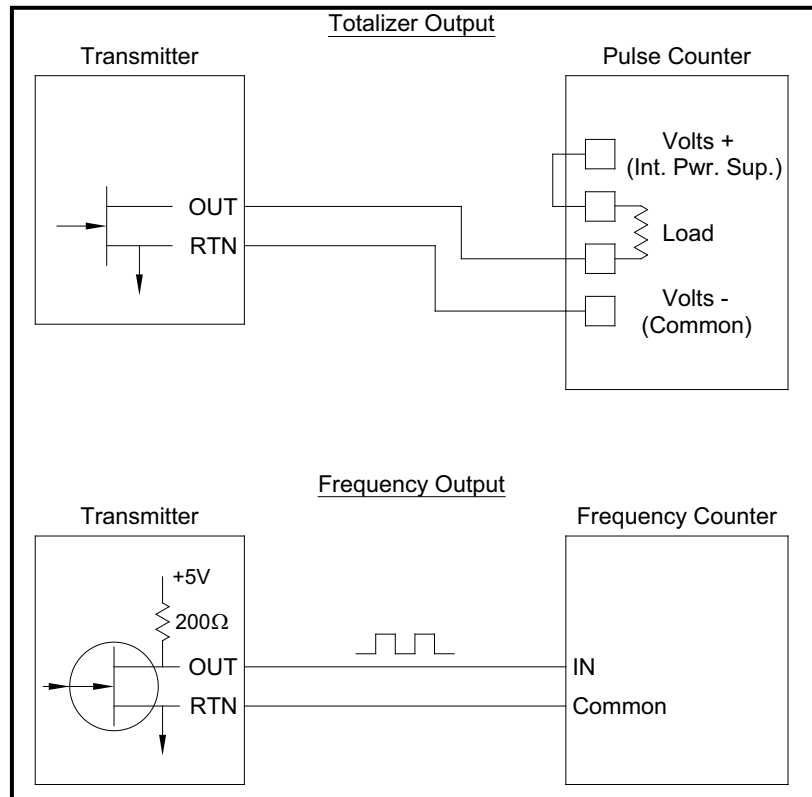 Totalizer Output
Transmitter
Pulse Counter
Volts +
(Int. Pwr. Sup.)
OUT
Load
RTN
Volts -
(Common)
Frequency Output
Transmitter
Frequency Counter
+5V
200Ω
OUT
IN
RTN
Common